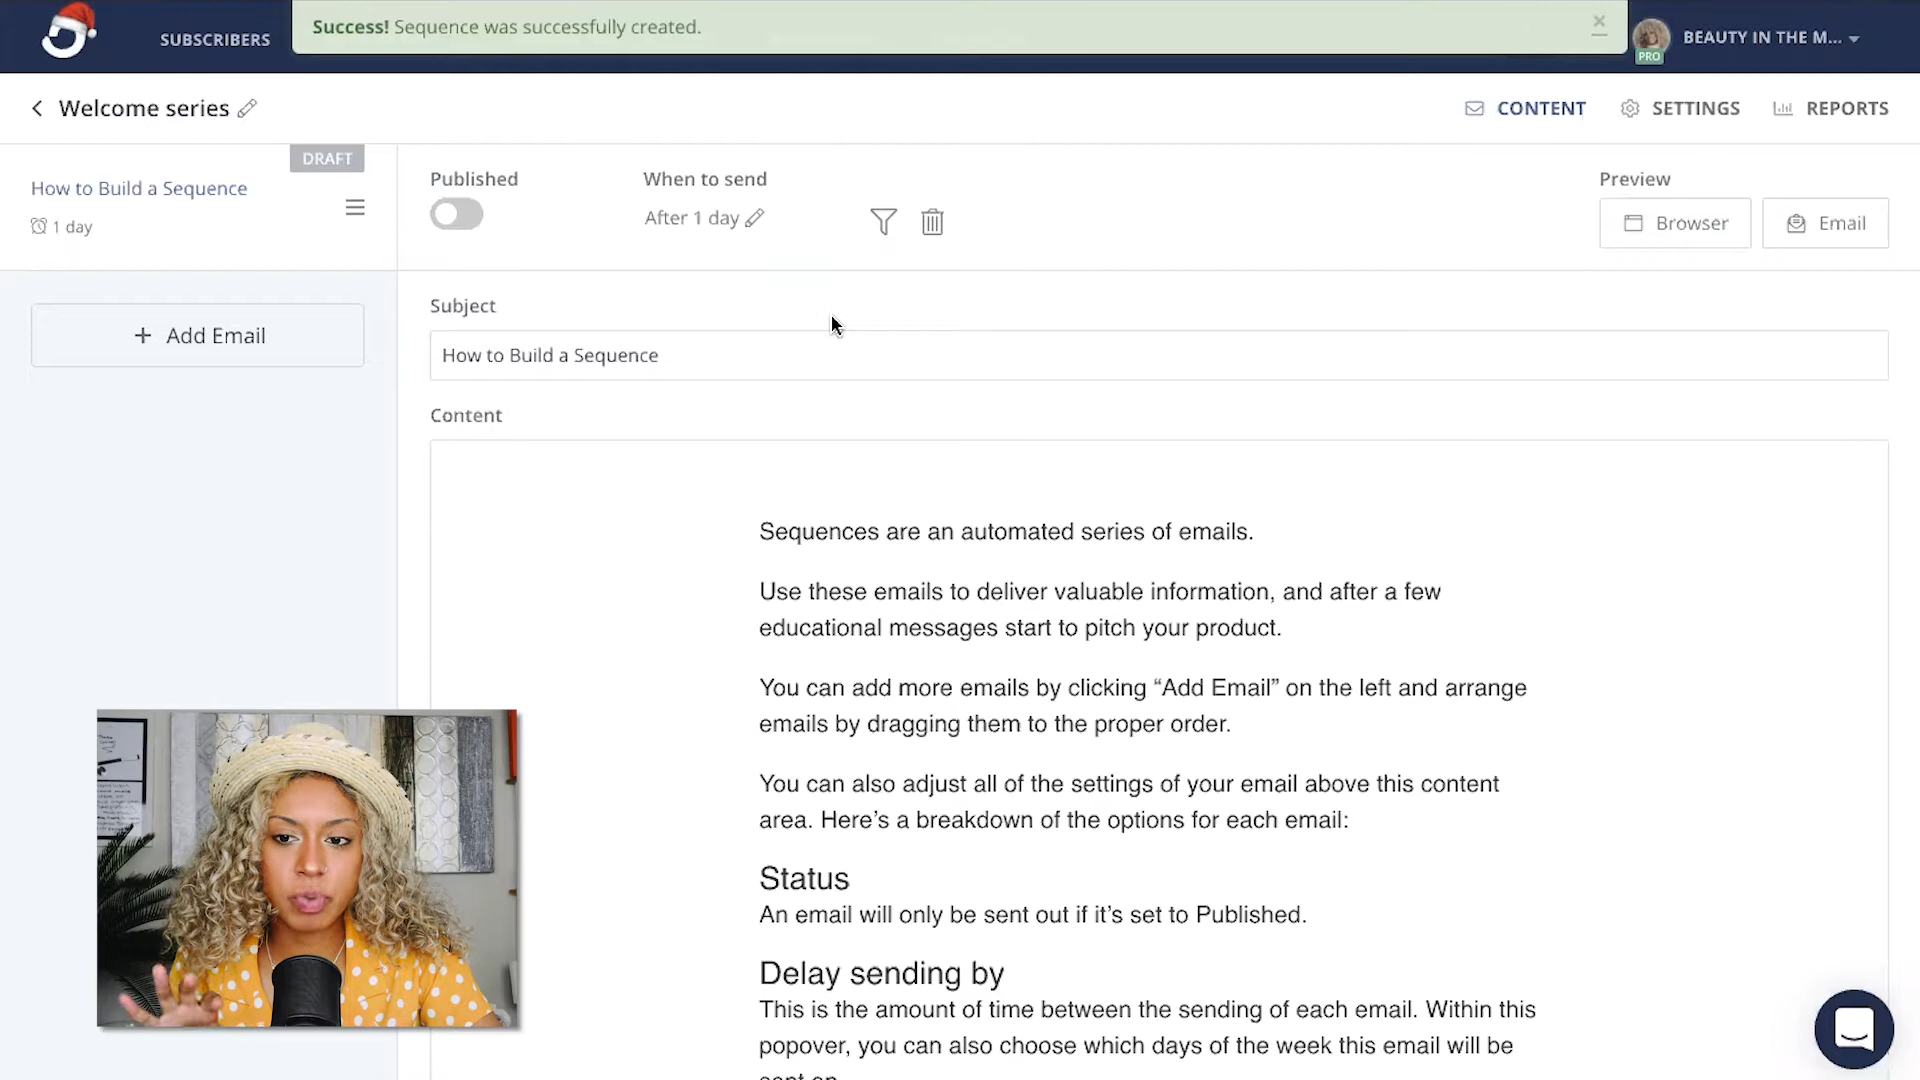 SUBSCRIBERS
Success! Sequence was successfully created.
×
PRO
BEAUTY IN THE M...
Welcome series
CONTENT
SETTINGS
REPORTS
DRAFT
How to Build a Sequence
1 day
Published
When to send
After 1 day
Preview
Browser
Email
+ Add Email
Subject
How to Build a Sequence
Content
Sequences are an automated series of emails.
Use these emails to deliver valuable information, and after a few
educational messages start to pitch your product.
You can add more emails by clicking “Add Email” on the left and arrange
emails by dragging them to the proper order.
You can also adjust all of the settings of your email above this content
area. Here’s a breakdown of the options for each email:
Status
An email will only be sent out if it’s set to Published.
Delay sending by
This is the amount of time between the sending of each email. Within this
popover, you can also choose which days of the week this email will be
sent on.